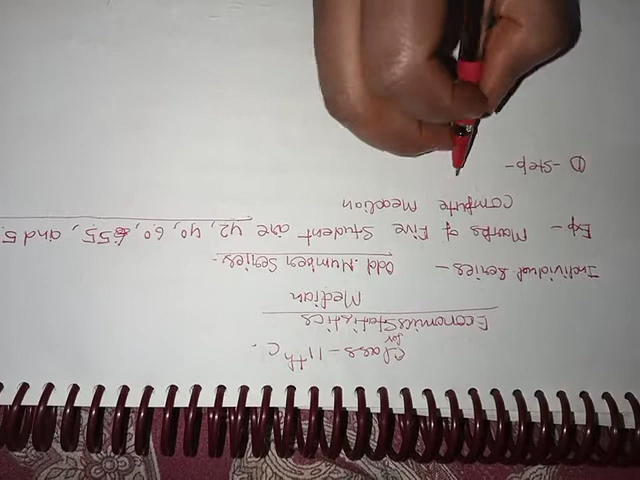 Class-11th C.
Economics for Statistics
Median
Individual Series- Odd Number Series-
Exp- Marks of Five Student are 42, 40, 60, 55, and 5
Compute Median
① -Step-